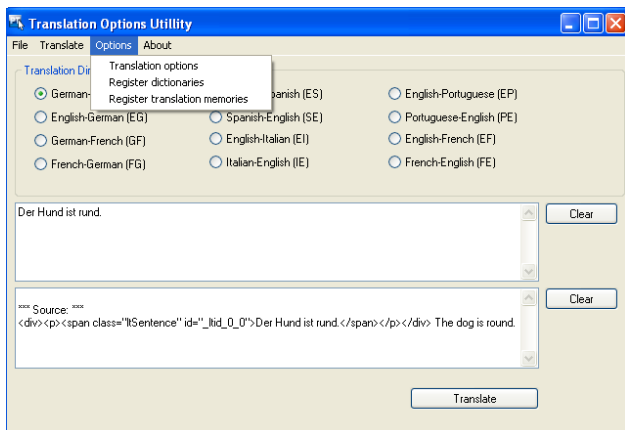 Translation Options Utillity
File Translate Options About
Translation options
Register dictionaries
Register translation memories
Translation Dir
German- panish (ES) English-Portuguese (EP)
English-German (EG) Spanish-English (SE) Portuguese-English (PE)
German-French (GF) English-Italian (EI) English-French (EF)
French-German (FG) Italian-English (IE) French-English (FE)
Der Hund ist rund.
Clear
*** Source: ***
<div><p><span class="ltSentence" id="_ltid_0_0">Der Hund ist rund.</span></p></div> The dog is round.
Clear
Translate